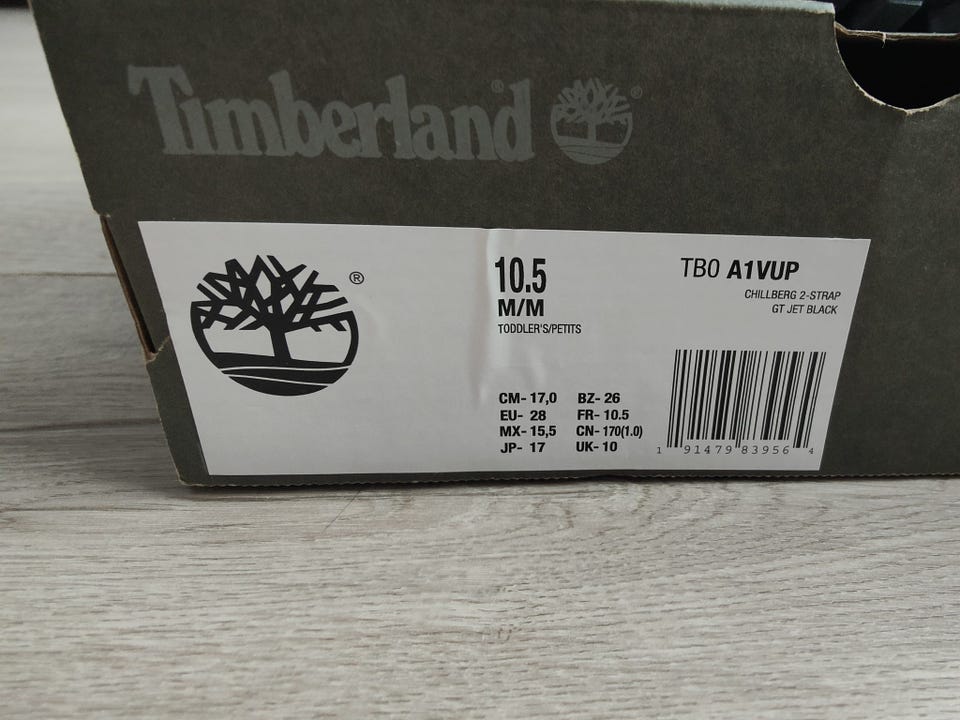 Timberland®
®
®
10.5
M/M
TODDLER'S/PETITS
CM- 17,0 BZ- 26
EU- 28 FR- 10.5
MX- 15,5 CN- 170(1.0)
JP- 17 UK- 10
TB0 A1VUP
CHILLBERG 2-STRAP
GT JET BLACK
1 91479 83956 4